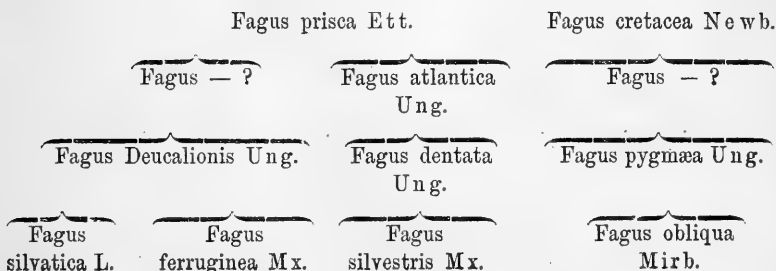 Fagus prisca Ett. Fagus cretacea Newb.
Fagus — ? Fagus atlantica Ung. Fagus — ?
Fagus Deucalionis Ung. Fagus dentata Ung. Fagus pygmæa Ung.
Fagus silvatica L. Fagus ferruginea Mx. Fagus silvestris Mx. Fagus obliqua Mirb.